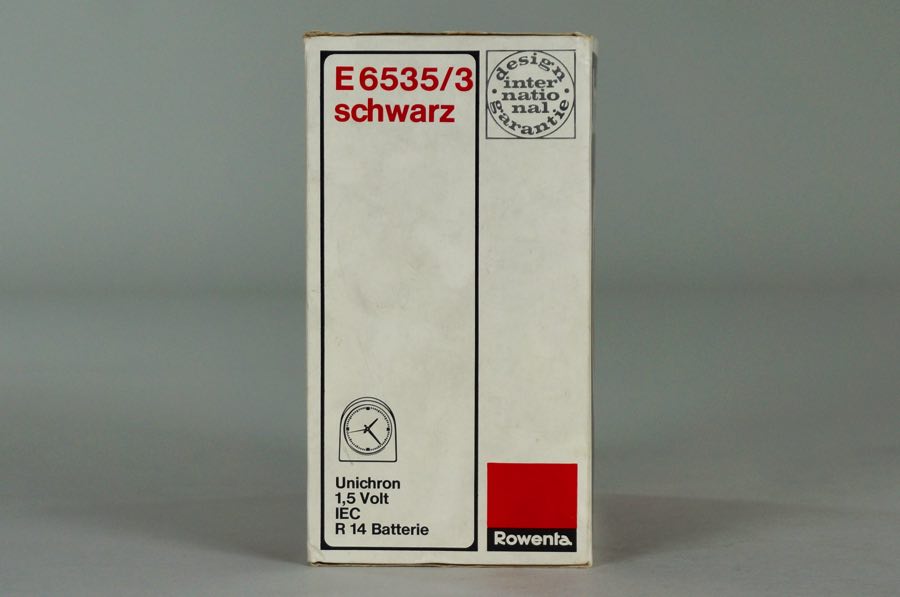 E 6535/3
schwarz
design
inter
natio
nal
garantie
Unichron
1,5 Volt
IEC
R 14 Batterie
Rowenta